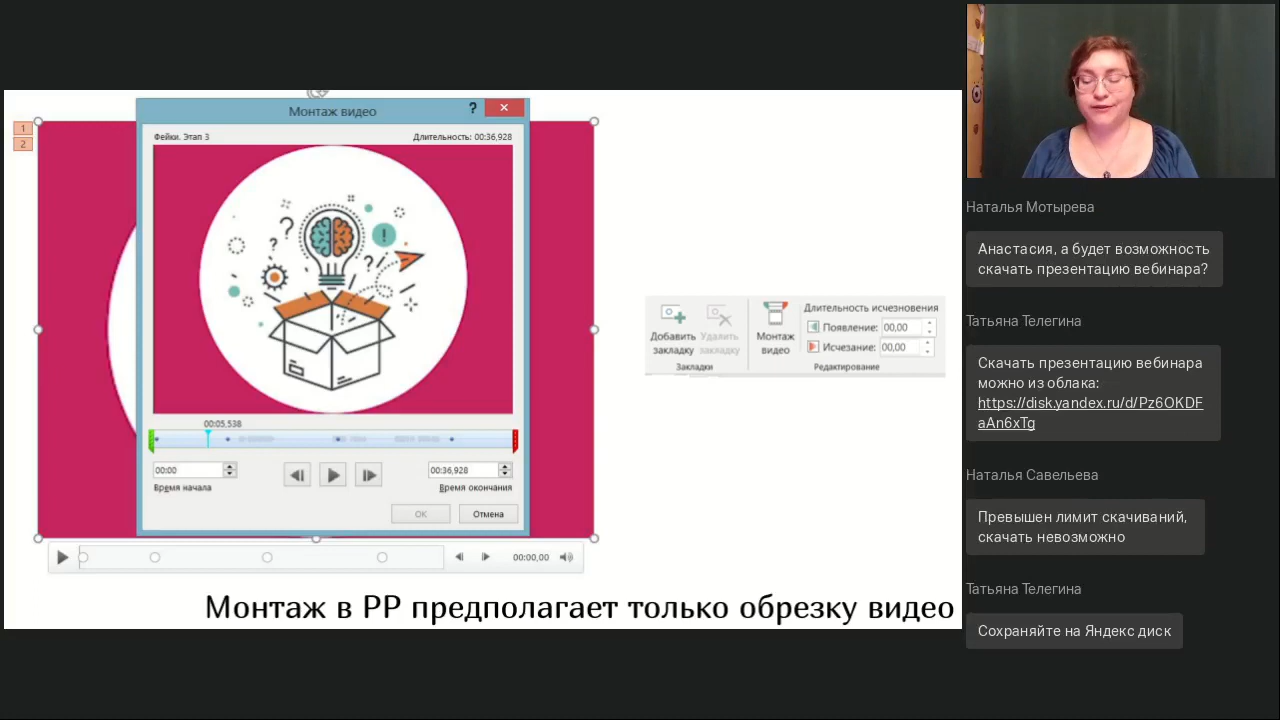 1
2
Монтаж видео
?
Фейки. Этап 3
Длительность: 00:36,928
!
00:05,538
00:00
00:36,928
Время начала
Время окончания
ОК
Отмена
00:00,00
Добавить закладку
Удалить закладку
Закладки
Монтаж видео
Длительность исчезновения
Появление: 00,00
Исчезание: 00,00
Редактирование
Монтаж в PP предполагает только обрезку видео
Наталья Мотырева
Анастасия, а будет возможность
скачать презентацию вебинара?
Татьяна Телегина
Скачать презентацию вебинара
можно из облака:
https://disk.yandex.ru/d/Pz6OKDF
aAn6xTg
Наталья Савельева
Превышен лимит скачиваний,
скачать невозможно
Татьяна Телегина
Сохраняйте на Яндекс диск